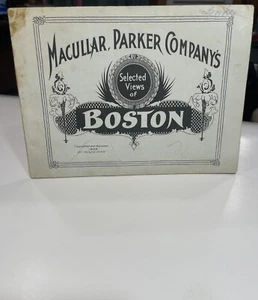 Macullar, Parker Company's
Selected
Views
of
Boston